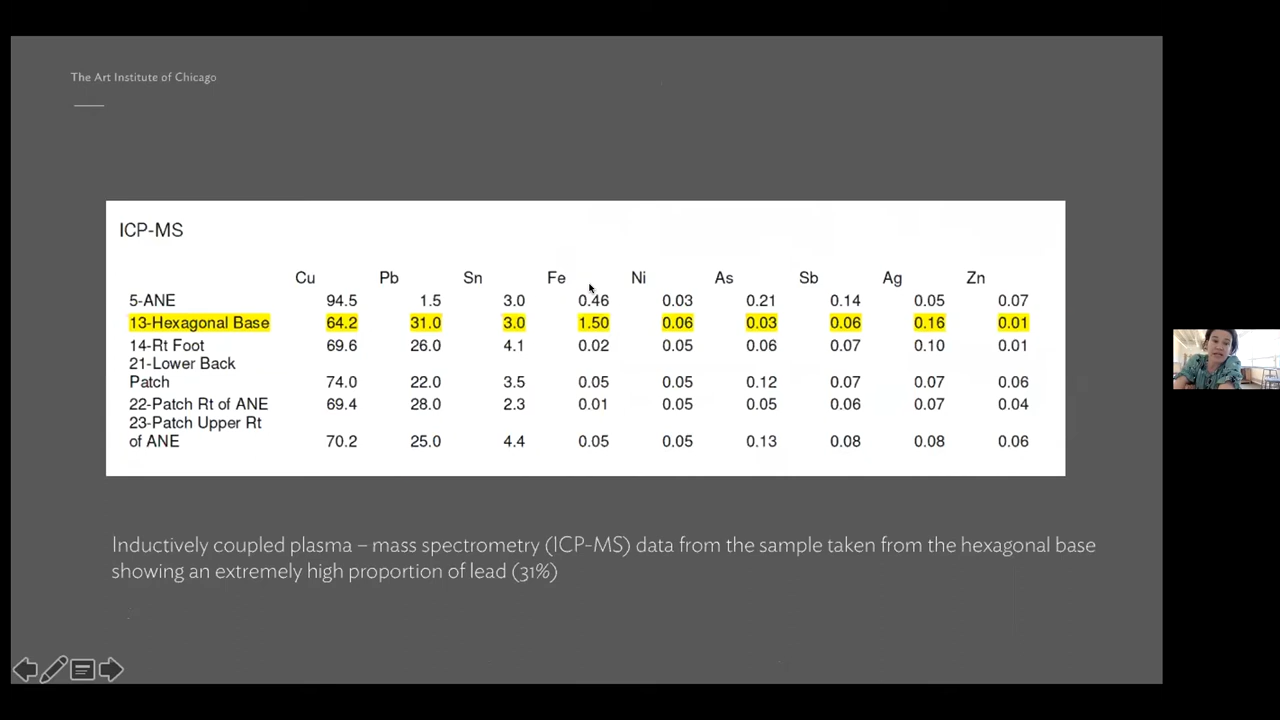 The Art Institute of Chicago
ICP-MS
Cu Pb Sn Fe Ni As Sb Ag Zn
5-ANE 94.5 1.5 3.0 0.46 0.03 0.21 0.14 0.05 0.07
13-Hexagonal Base 64.2 31.0 3.0 1.50 0.06 0.03 0.06 0.16 0.01
14-Rt Foot 69.6 26.0 4.1 0.02 0.05 0.06 0.07 0.10 0.01
21-Lower Back
Patch 74.0 22.0 3.5 0.05 0.05 0.12 0.07 0.07 0.06
22-Patch Rt of ANE 69.4 28.0 2.3 0.01 0.05 0.05 0.06 0.07 0.04
23-Patch Upper Rt
of ANE 70.2 25.0 4.4 0.05 0.05 0.13 0.08 0.08 0.06
Inductively coupled plasma – mass spectrometry (ICP-MS) data from the sample taken from the hexagonal base
showing an extremely high proportion of lead (31%)